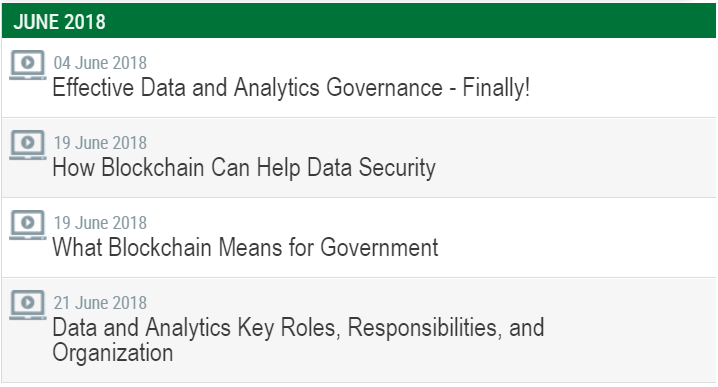 JUNE 2018
04 June 2018
Effective Data and Analytics Governance - Finally!
19 June 2018
How Blockchain Can Help Data Security
19 June 2018
What Blockchain Means for Government
21 June 2018
Data and Analytics Key Roles, Responsibilities, and
Organization